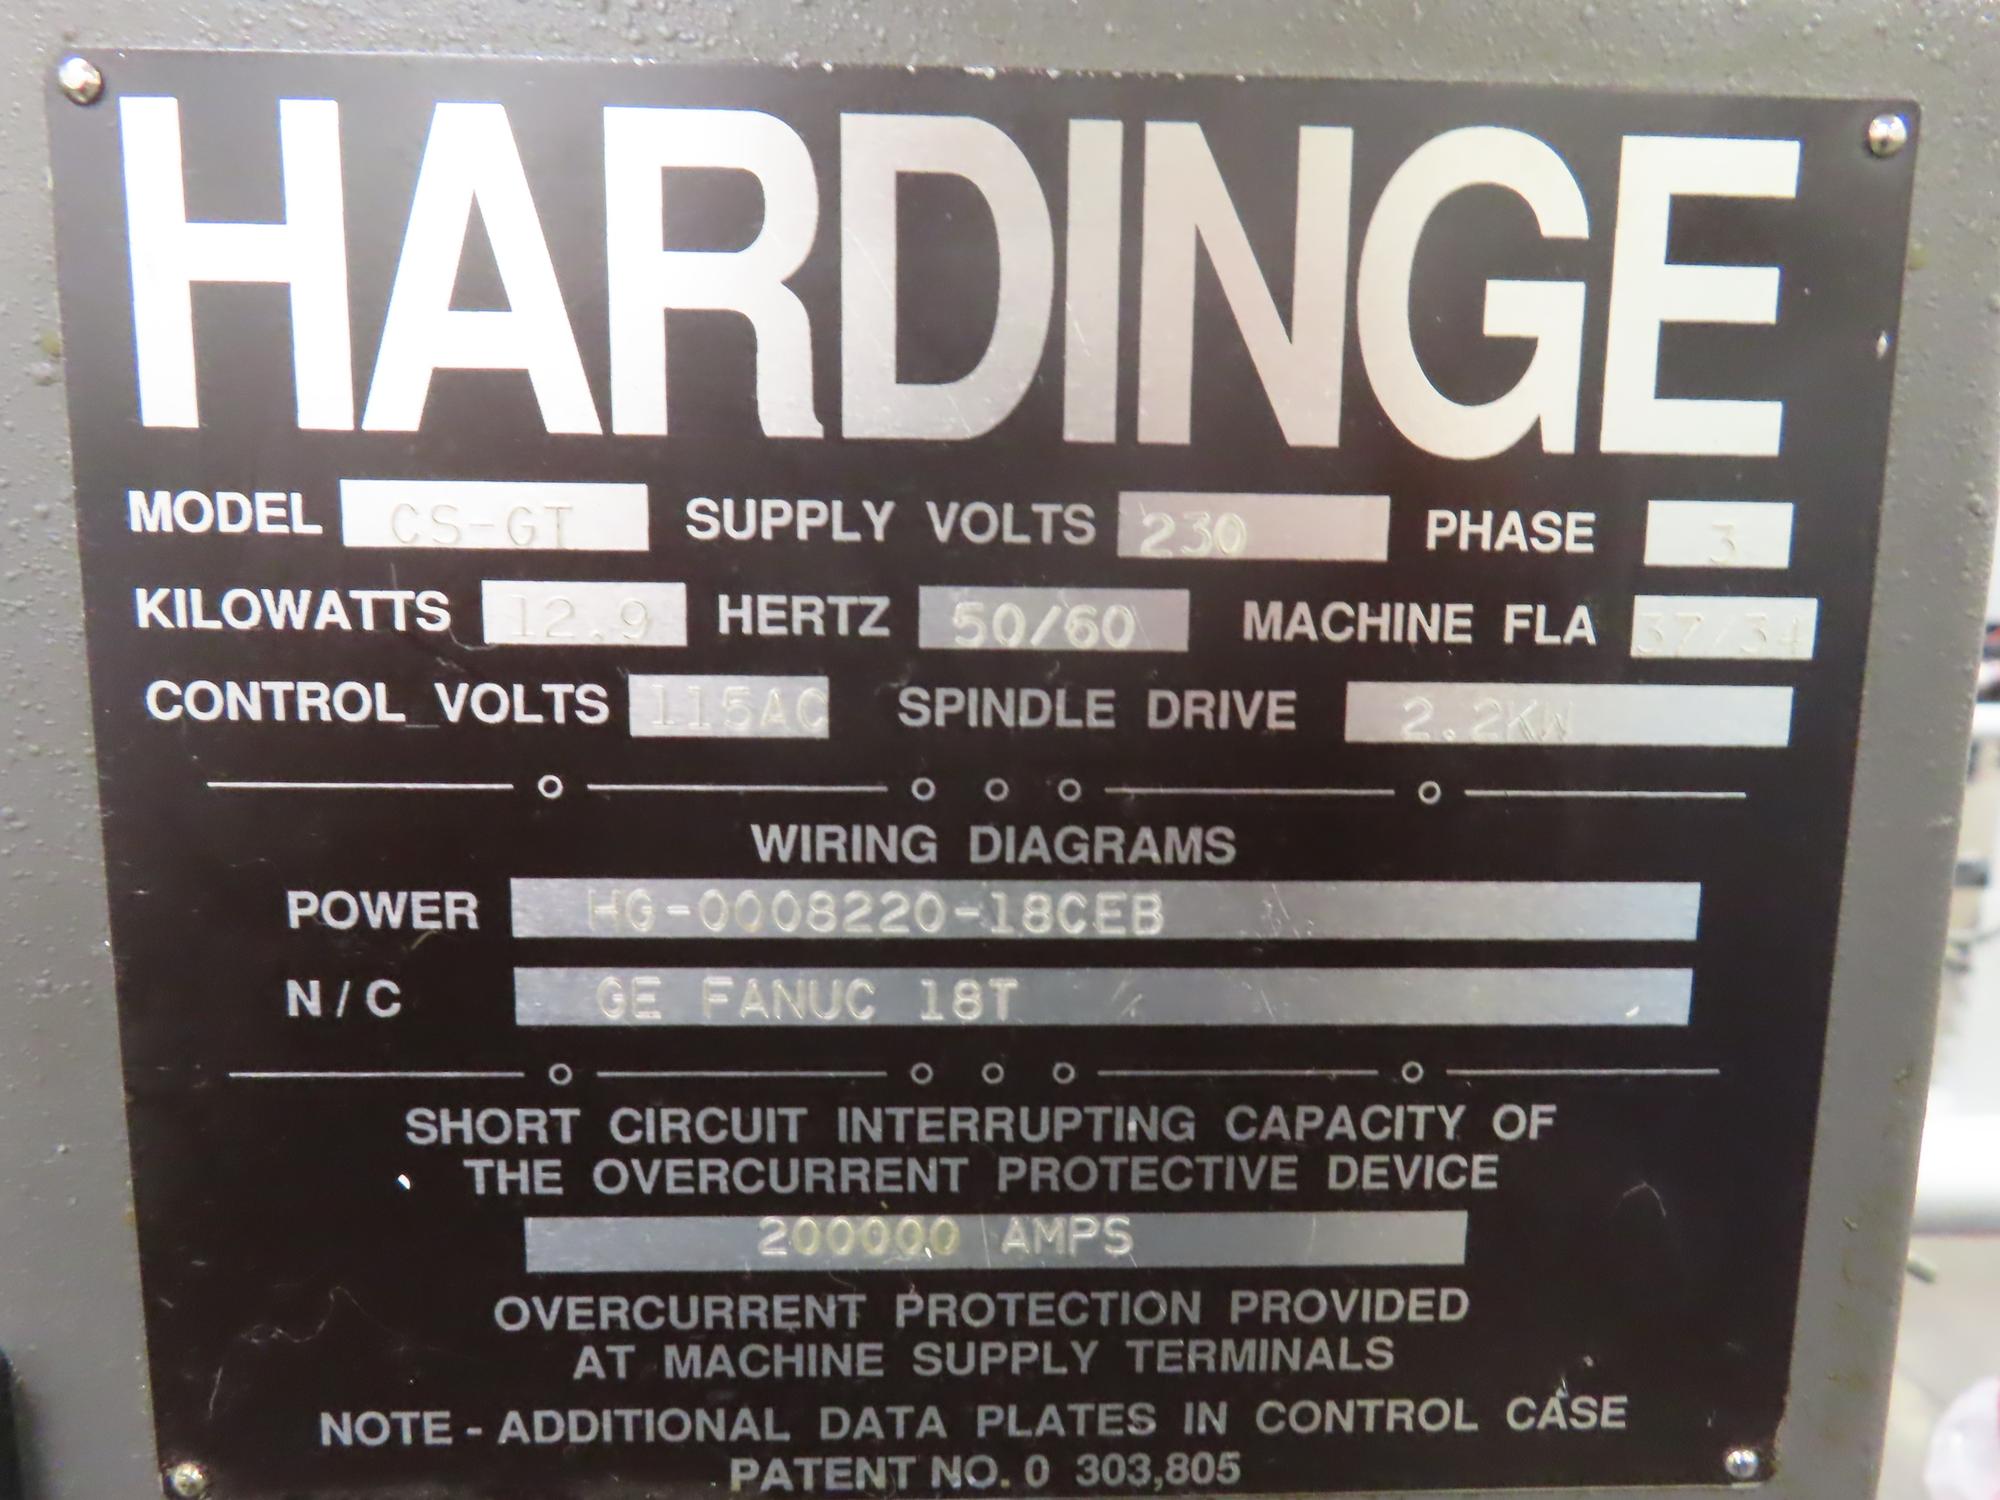 HARDINGE
MODEL CS-GT SUPPLY VOLTS 230 PHASE 3
KILOWATTS 12.9 HERTZ 50/60 MACHINE FLA 37/34
CONTROL VOLTS 115AC SPINDLE DRIVE 2.2KW
WIRING DIAGRAMS
POWER HG-0008220-18CEB
N/C GE FANUC 18T
SHORT CIRCUIT INTERRUPTING CAPACITY OF
THE OVERCURRENT PROTECTIVE DEVICE
200000 AMPS
OVERCURRENT PROTECTION PROVIDED
AT MACHINE SUPPLY TERMINALS
NOTE - ADDITIONAL DATA PLATES IN CONTROL CASE
PATENT NO. 0 303,805